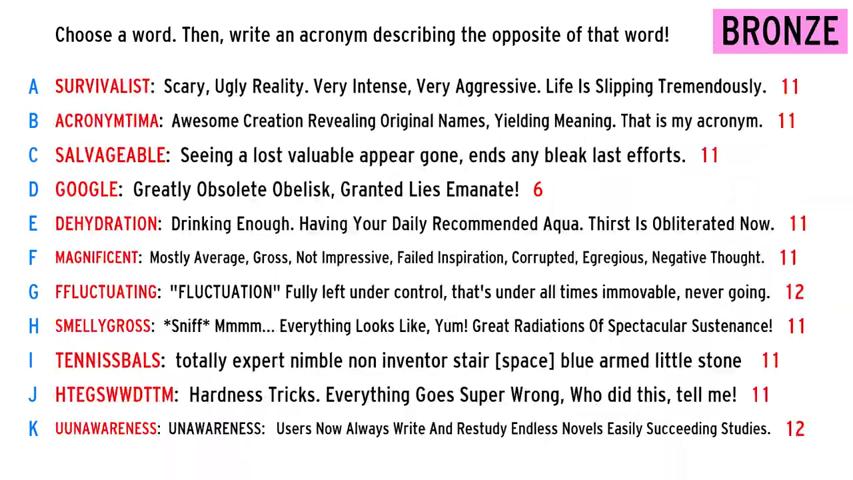 Choose a word. Then, write an acronym describing the opposite of that word!
BRONZE
A SURVIVALIST: Scary, Ugly Reality. Very Intense, Very Aggressive. Life Is Slipping Tremendously. 11
B ACRONYMTIMA: Awesome Creation Revealing Original Names, Yielding Meaning. That is my acronym. 11
C SALVAGEABLE: Seeing a lost valuable appear gone, ends any bleak last efforts. 11
D GOOGLE: Greatly Obsolete Obelisk, Granted Lies Emanate! 6
E DEHYDRATION: Drinking Enough. Having Your Daily Recommended Aqua. Thirst Is Obliterated Now. 11
F MAGNIFICENT: Mostly Average, Gross, Not Impressive, Failed Inspiration, Corrupted, Egregious, Negative Thought. 11
G FFLUCTUATING: "FLUCTUATION" Fully left under control, that's under all times immovable, never going. 12
H SMELLYGROSS: *Sniff* Mmmm... Everything Looks Like, Yum! Great Radiations Of Spectacular Sustenance! 11
I TENNISSBALS: totally expert nimble non inventor stair [space] blue armed little stone 11
J HTEGSWWDTTM: Hardness Tricks. Everything Goes Super Wrong, Who did this, tell me! 11
K UUNAWARENESS: UNAWARENESS: Users Now Always Write And Restudy Endless Novels Easily Succeeding Studies. 12